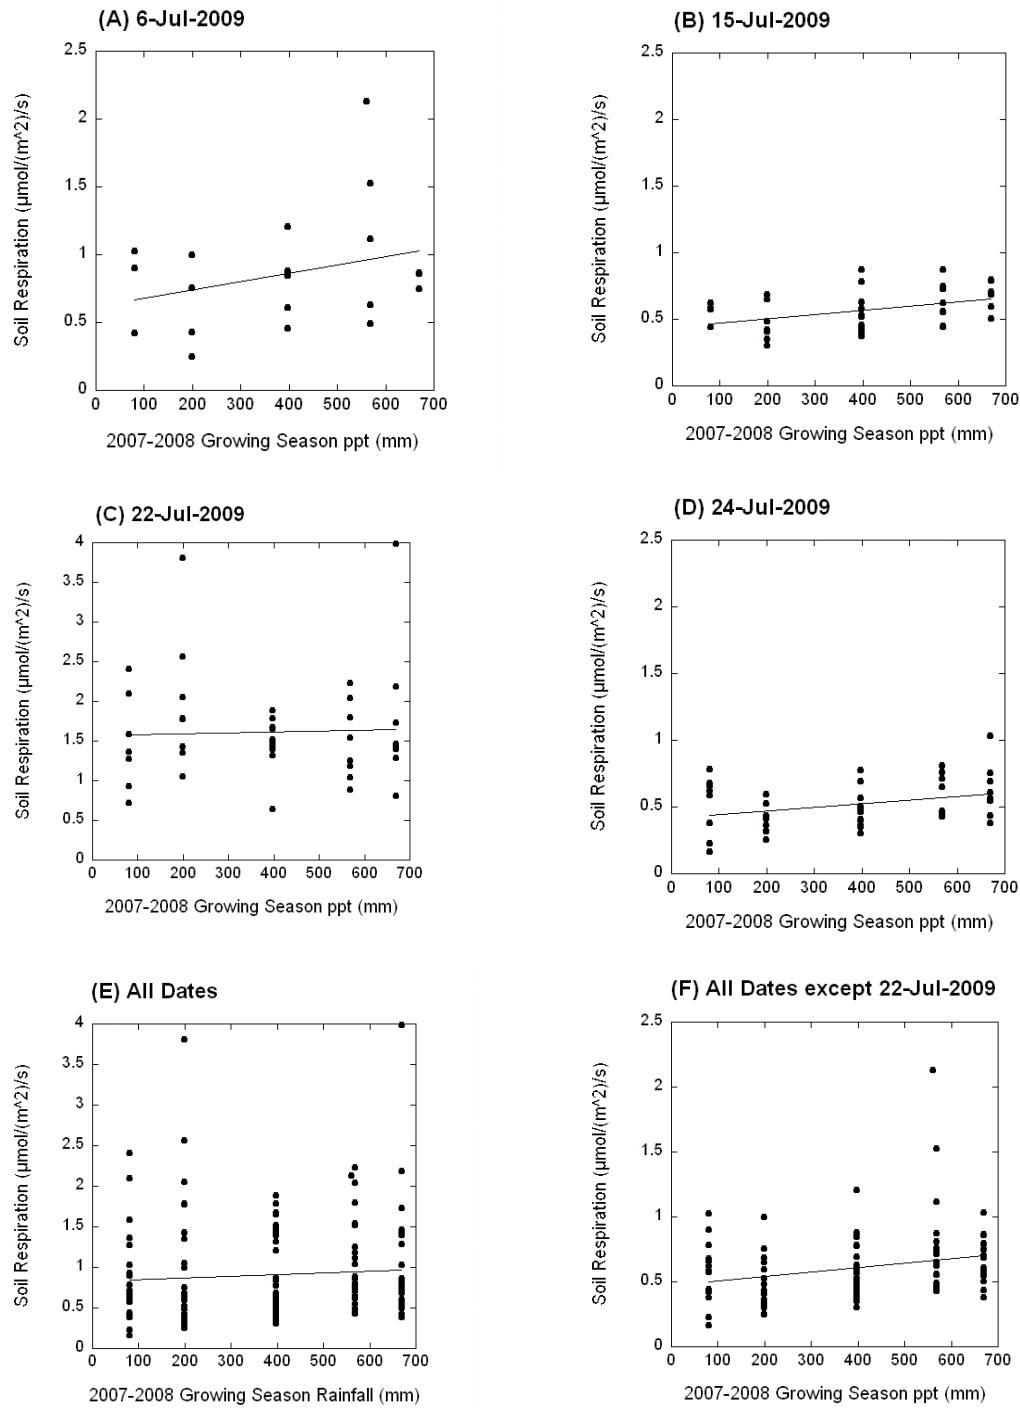 (A) 6-Jul-2009
2.5
2
1.5
1
0.5
0
0 100 200 300 400 500 600 700
Soil Respiration (µmol/(m^2)/s)
2007-2008 Growing Season ppt (mm)
(B) 15-Jul-2009
2.5
2
1.5
1
0.5
0
0 100 200 300 400 500 600 700
Soil Respiration (µmol/(m^2)/s)
2007-2008 Growing Season ppt (mm)
(C) 22-Jul-2009
4
3.5
3
2.5
2
1.5
1
0.5
0
0 100 200 300 400 500 600 700
Soil Respiration (µmol/(m^2)/s)
2007-2008 Growing Season ppt (mm)
(D) 24-Jul-2009
2.5
2
1.5
1
0.5
0
0 100 200 300 400 500 600 700
Soil Respiration (µmol/(m^2)/s)
2007-2008 Growing Season ppt (mm)
(E) All Dates
4
3.5
3
2.5
2
1.5
1
0.5
0
0 100 200 300 400 500 600 700
Soil Respiration (µmol/(m^2)/s)
2007-2008 Growing Season Rainfall (mm)
(F) All Dates except 22-Jul-2009
2.5
2
1.5
1
0.5
0
0 100 200 300 400 500 600 700
Soil Respiration (µmol/(m^2)/s)
2007-2008 Growing Season ppt (mm)